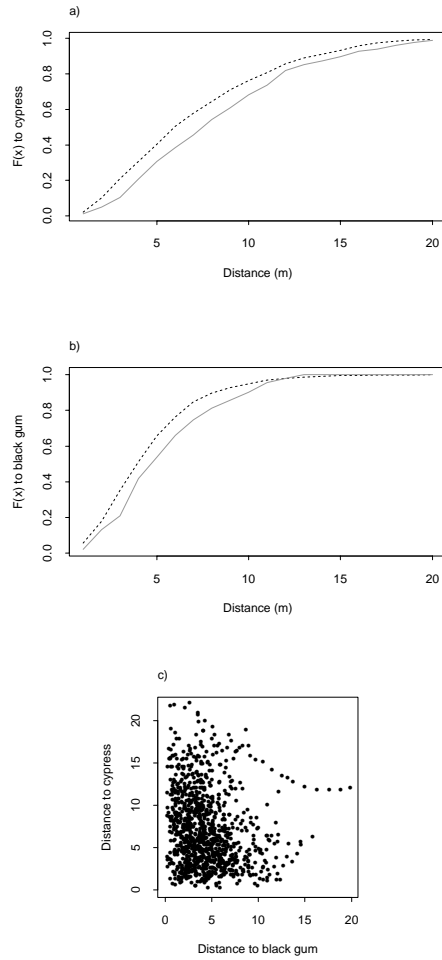 a)
F(x) to cypress
0.0 0.2 0.4 0.6 0.8 1.0
5 10 15 20
Distance (m)
b)
F(x) to black gum
0.0 0.2 0.4 0.6 0.8 1.0
5 10 15 20
Distance (m)
c)
Distance to cypress
0 5 10 15 20
0 5 10 15 20
Distance to black gum